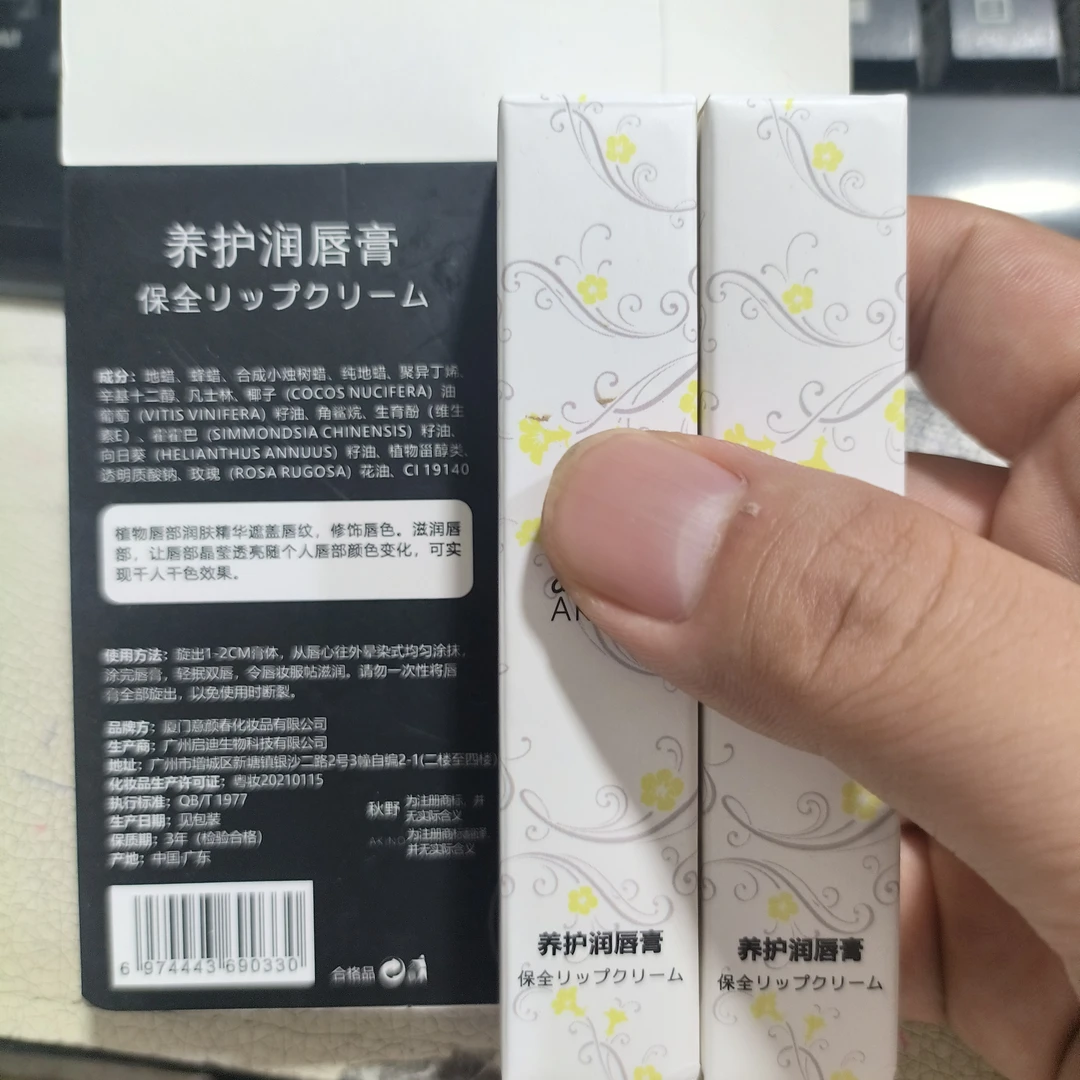 养护润唇膏
保全リップクリーム
成分：地蜡、蜂蜡、合成小烛树蜡、纯地蜡、聚异丁烯、
辛基十二醇、凡士林、椰子（COCOS NUCIFERA）油
葡萄（VITIS VINIFERA）籽油、角鲨烷、生育酚（维生
素E）、霍霍巴（SIMMONDSIA CHINENSIS）籽油、
向日葵（HELIANTHUS ANNUUS）籽油、植物甾醇类、
透明质酸钠、玫瑰（ROSA RUGOSA）花油、CI 19140
植物唇部润肤精华遮盖唇纹，修饰唇色。滋润唇
部，让唇部晶莹透亮随个人唇部颜色变化，可实
现千人千色效果。
使用方法：旋出1-2CM膏体，从唇心往外晕染式均匀涂抹，
涂完唇膏，轻抿双唇，令唇妆服帖滋润。请勿一次性将唇
膏全部旋出，以免使用时断裂。
品牌方：厦门意颜春化妆品有限公司
生产商：广州启迪生物科技有限公司
地址：广州市增城区新塘镇银沙二路2号3幢自编2-1(二楼至四楼)
化妆品生产许可证：粤妆20210115
执行标准：QB/T 1977
生产日期：见包装
保质期：3年（检验合格）
产地：中国广东
秋野 为注册商标，并
无实际含义
AKIND 为注册商标
并无实际含义
6 974443 690330
合格品
养护润唇膏
保全リップクリーム
养护润唇膏
保全リップクリーム